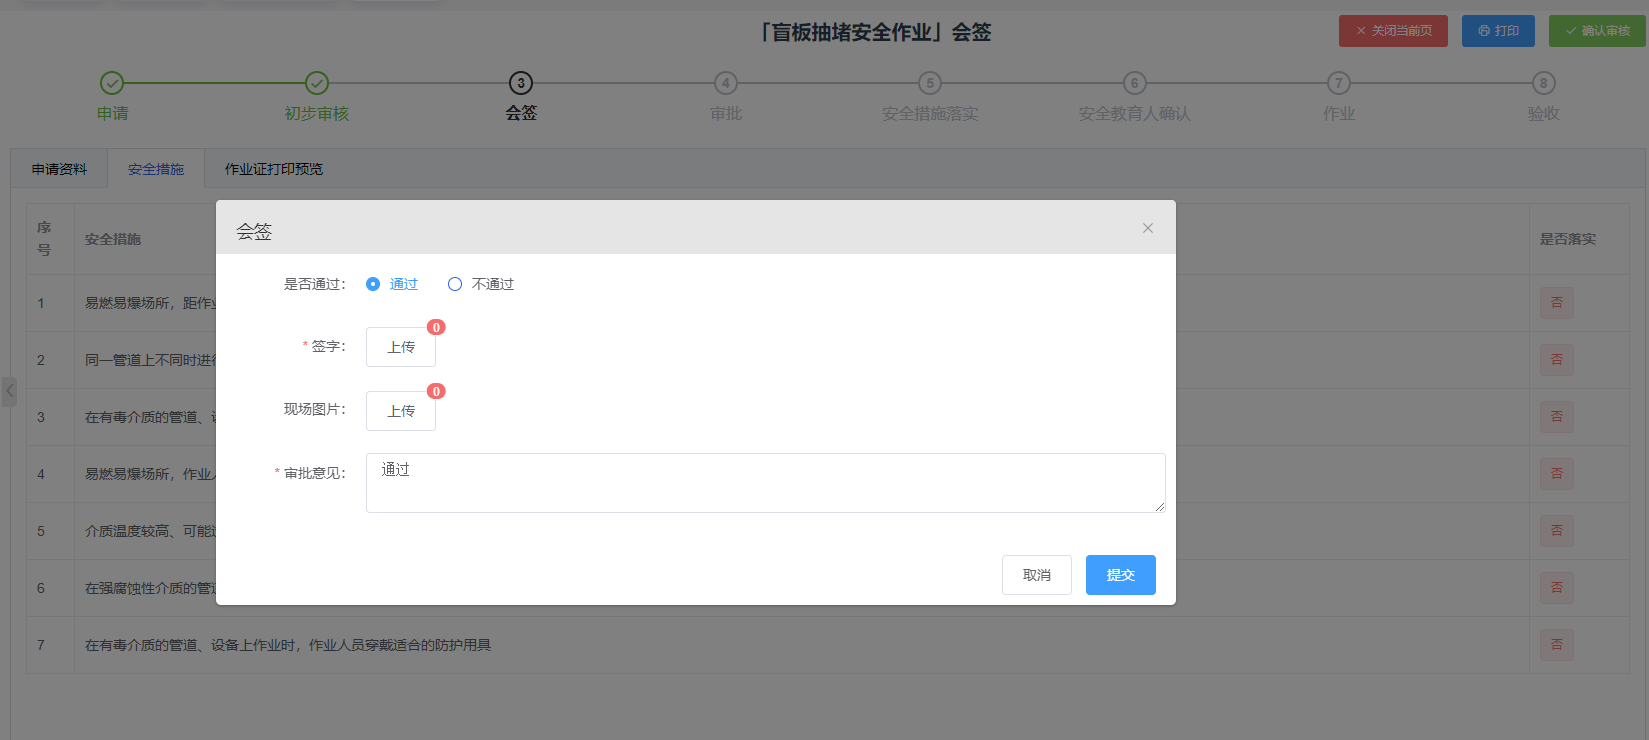 「盲板抽堵安全作业」会签
关闭当前页 打印 确认审核
3 4 5 6 7 8
申请 初步审核 会签 审批 安全措施落实 安全教育人确认 作业 验收
申请资料 安全措施 作业证打印预览
序号 安全措施 是否落实
会签
是否通过： 通过 不通过
0
*签字： 上传
0
现场图片： 上传
*审批意见： 通过
取消 提交
1 易燃易爆场所，距作 否
2 同一管道上不同时进 否
3 在有毒介质的管道、 否
4 易燃易爆场所，作业 否
5 介质温度较高、可能 否
6 在强腐蚀性介质的管 否
7 在有毒介质的管道、设备上作业时，作业人员穿戴适合的防护用具 否